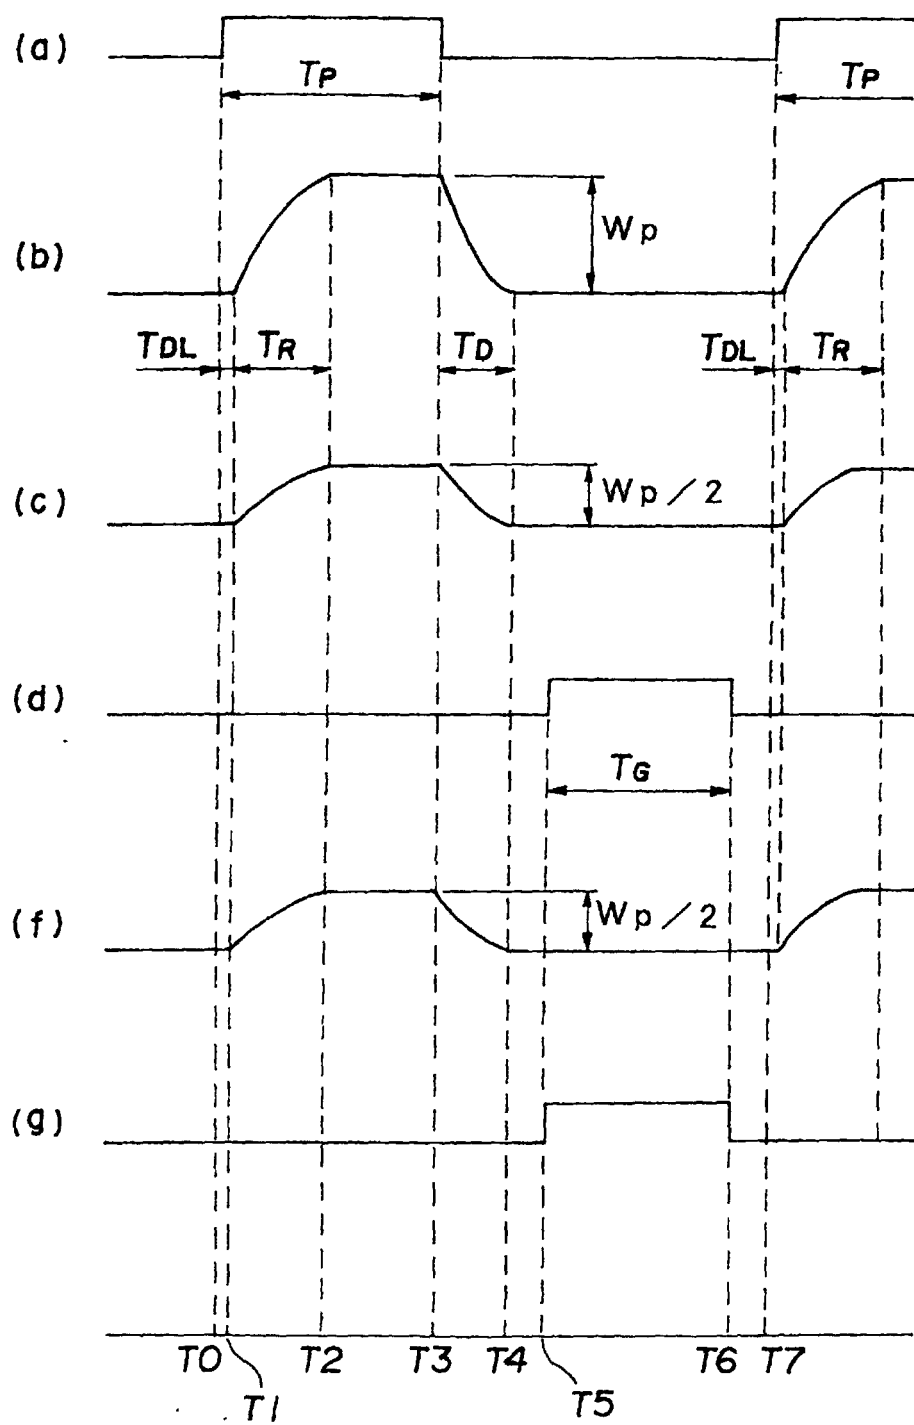 (a)
TP TP
(b)
Wp
TDL TR TD TDL TR
(c)
Wp/2
(d)
TG
(f)
Wp/2
(g)
T0 T2 T3 T4 T6 T7
T1 T5